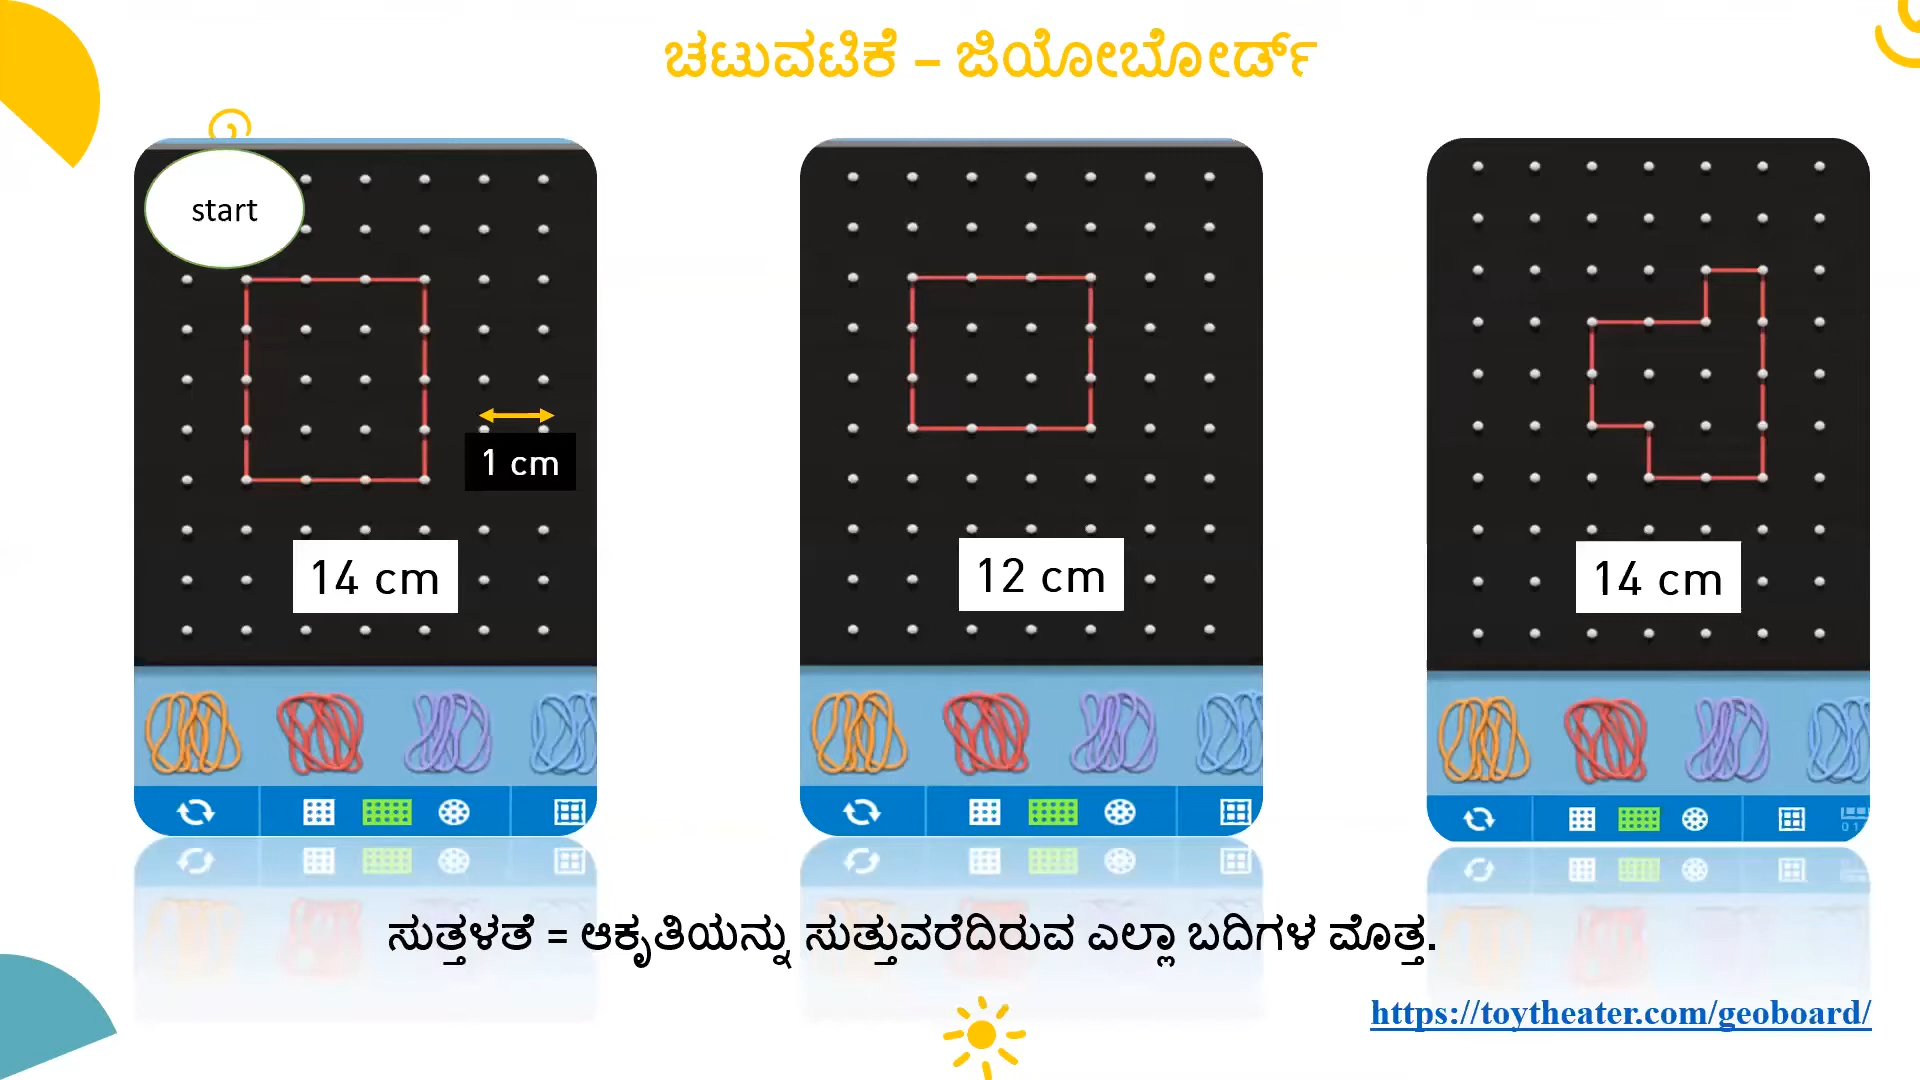 ಚಟುವಟಿಕೆ – ಜಿಯೋಬೋರ್ಡ್
start
1 cm
14 cm
12 cm
14 cm
ಸುತ್ತಳತೆ = ಆಕೃತಿಯನ್ನು ಸುತ್ತುವರೆದಿರುವ ಎಲ್ಲಾ ಬದಿಗಳ ಮೊತ್ತ.
https://toytheater.com/geoboard/